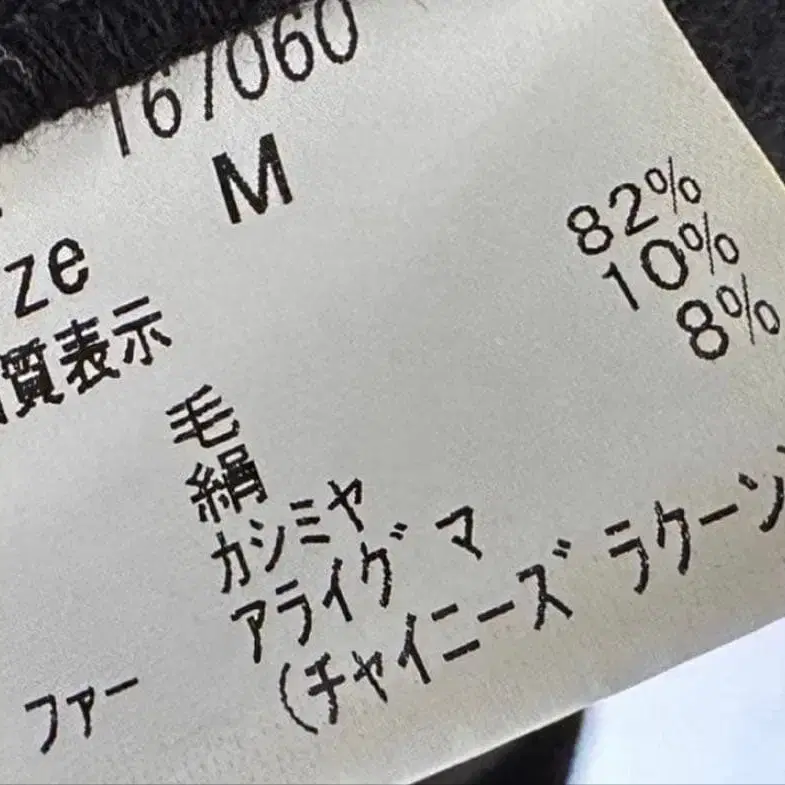 167060
ze M
質表示
毛 82%
絹 10%
カシミヤ 8%
ファー アライグマ
(チャイニーズラクーン